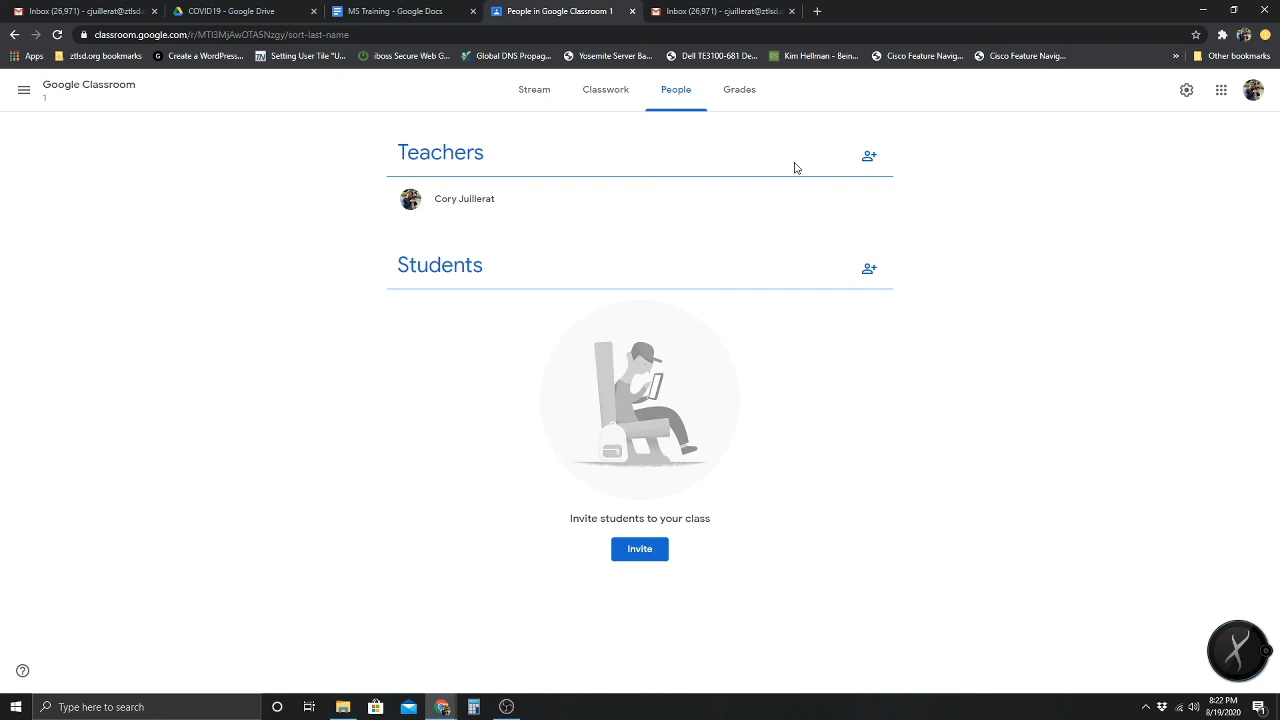 Inbox (26,971) - cjuillerat@ztlsd.
COVID19 - Google Drive
MS Training - Google Docs
People in Google Classroom 1
Inbox (26,971) - cjuillerat@ztlsd.
classroom.google.com/r/MTI3MjAwOTA5Nzgy/sort-last-name
Apps
ztlsd.org bookmarks
Create a WordPres...
Setting User Tile "U...
iboss Secure Web G...
Global DNS Propag...
Yosemite Server Ba...
Dell TE3100-681 De...
Kim Hellman - Bein...
Cisco Feature Navig...
Cisco Feature Navig...
»
Other bookmarks
Google Classroom
1
Stream
Classwork
People
Grades
Teachers
Cory Juillerat
Students
Invite students to your class
Invite
Type here to search
8:22 PM
8/19/2020